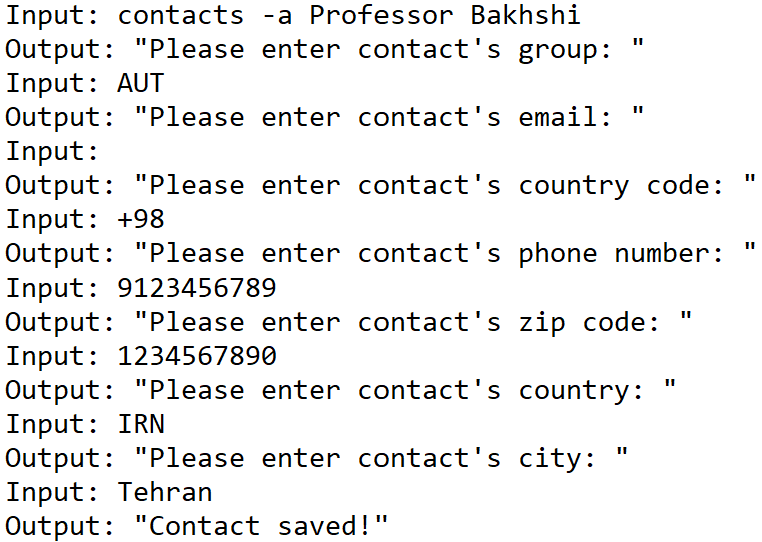 Input: contacts -a Professor Bakhshi
Output: "Please enter contact's group: "
Input: AUT
Output: "Please enter contact's email: "
Input:
Output: "Please enter contact's country code: "
Input: +98
Output: "Please enter contact's phone number: "
Input: 9123456789
Output: "Please enter contact's zip code: "
Input: 1234567890
Output: "Please enter contact's country: "
Input: IRN
Output: "Please enter contact's city: "
Input: Tehran
Output: "Contact saved!"